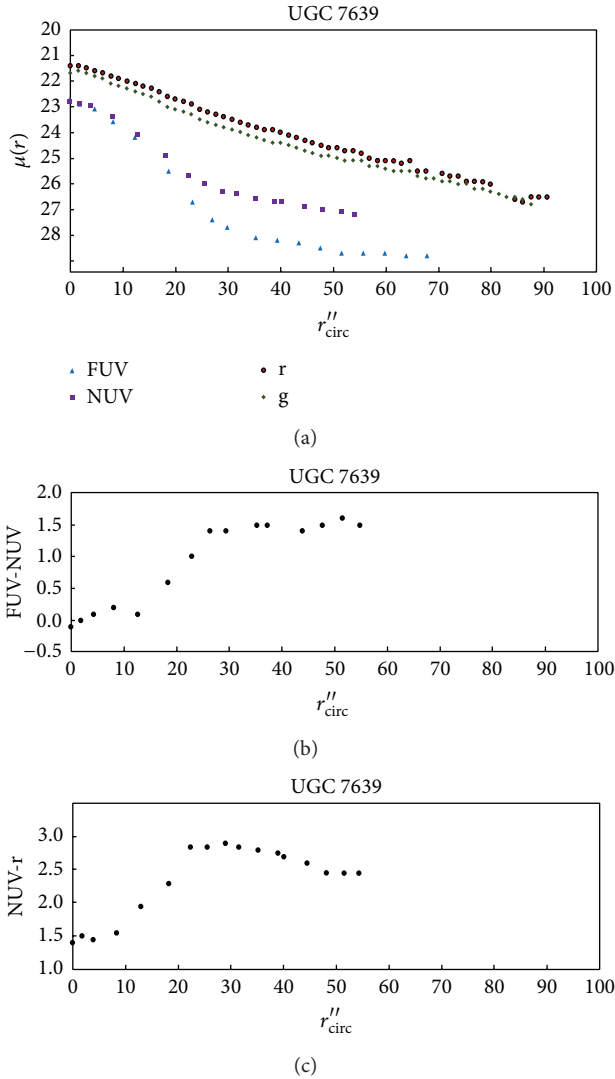 UGC 7639
20
21
22
23
24
25
26
27
28
μ(r)
0 10 20 30 40 50 60 70 80 90 100
r″circ
FUV r
NUV g
(a)
UGC 7639
2.0
1.5
1.0
0.5
0.0
−0.5
FUV-NUV
0 10 20 30 40 50 60 70 80 90 100
r″circ
(b)
UGC 7639
3.0
2.5
2.0
1.5
1.0
NUV-r
0 10 20 30 40 50 60 70 80 90 100
r″circ
(c)